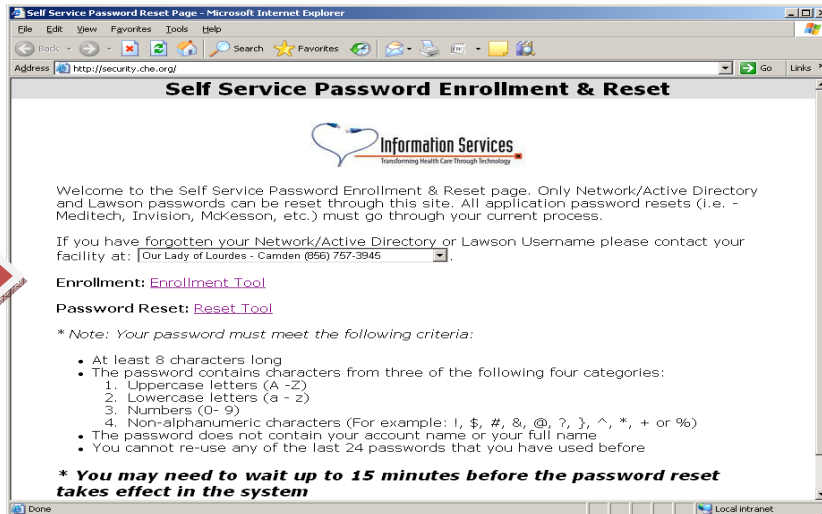 Self Service Password Reset Page - Microsoft Internet Explorer
File Edit View Favorites Tools Help
Back Search Favorites
Address http://security.che.org/ Go Links
Self Service Password Enrollment & Reset
Information Services
Transforming Health Care Through Technology
Welcome to the Self Service Password Enrollment & Reset page. Only Network/Active Directory
and Lawson passwords can be reset through this site. All application password resets (i.e. -
Meditech, Invision, McKesson, etc.) must go through your current process.
If you have forgotten your Network/Active Directory or Lawson Username please contact your
facility at: Our Lady of Lourdes - Camden (856) 757-3945 .
Enrollment: Enrollment Tool
Password Reset: Reset Tool
* Note: Your password must meet the following criteria:
• At least 8 characters long
• The password contains characters from three of the following four categories:
1. Uppercase letters (A -Z)
2. Lowercase letters (a - z)
3. Numbers (0- 9)
4. Non-alphanumeric characters (For example: !, $, #, &, @, ?, }, ^, *, + or %)
• The password does not contain your account name or your full name
• You cannot re-use any of the last 24 passwords that you have used before
* You may need to wait up to 15 minutes before the password reset
takes effect in the system
Done Local intranet